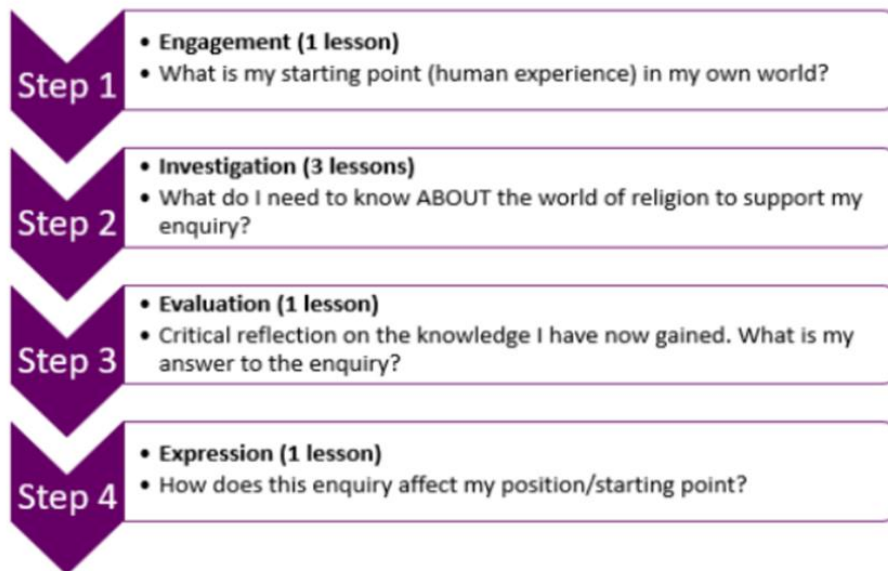 Step 1
• Engagement (1 lesson)
• What is my starting point (human experience) in my own world?
Step 2
• Investigation (3 lessons)
• What do I need to know ABOUT the world of religion to support my
enquiry?
Step 3
• Evaluation (1 lesson)
• Critical reflection on the knowledge I have now gained. What is my
answer to the enquiry?
Step 4
• Expression (1 lesson)
• How does this enquiry affect my position/starting point?